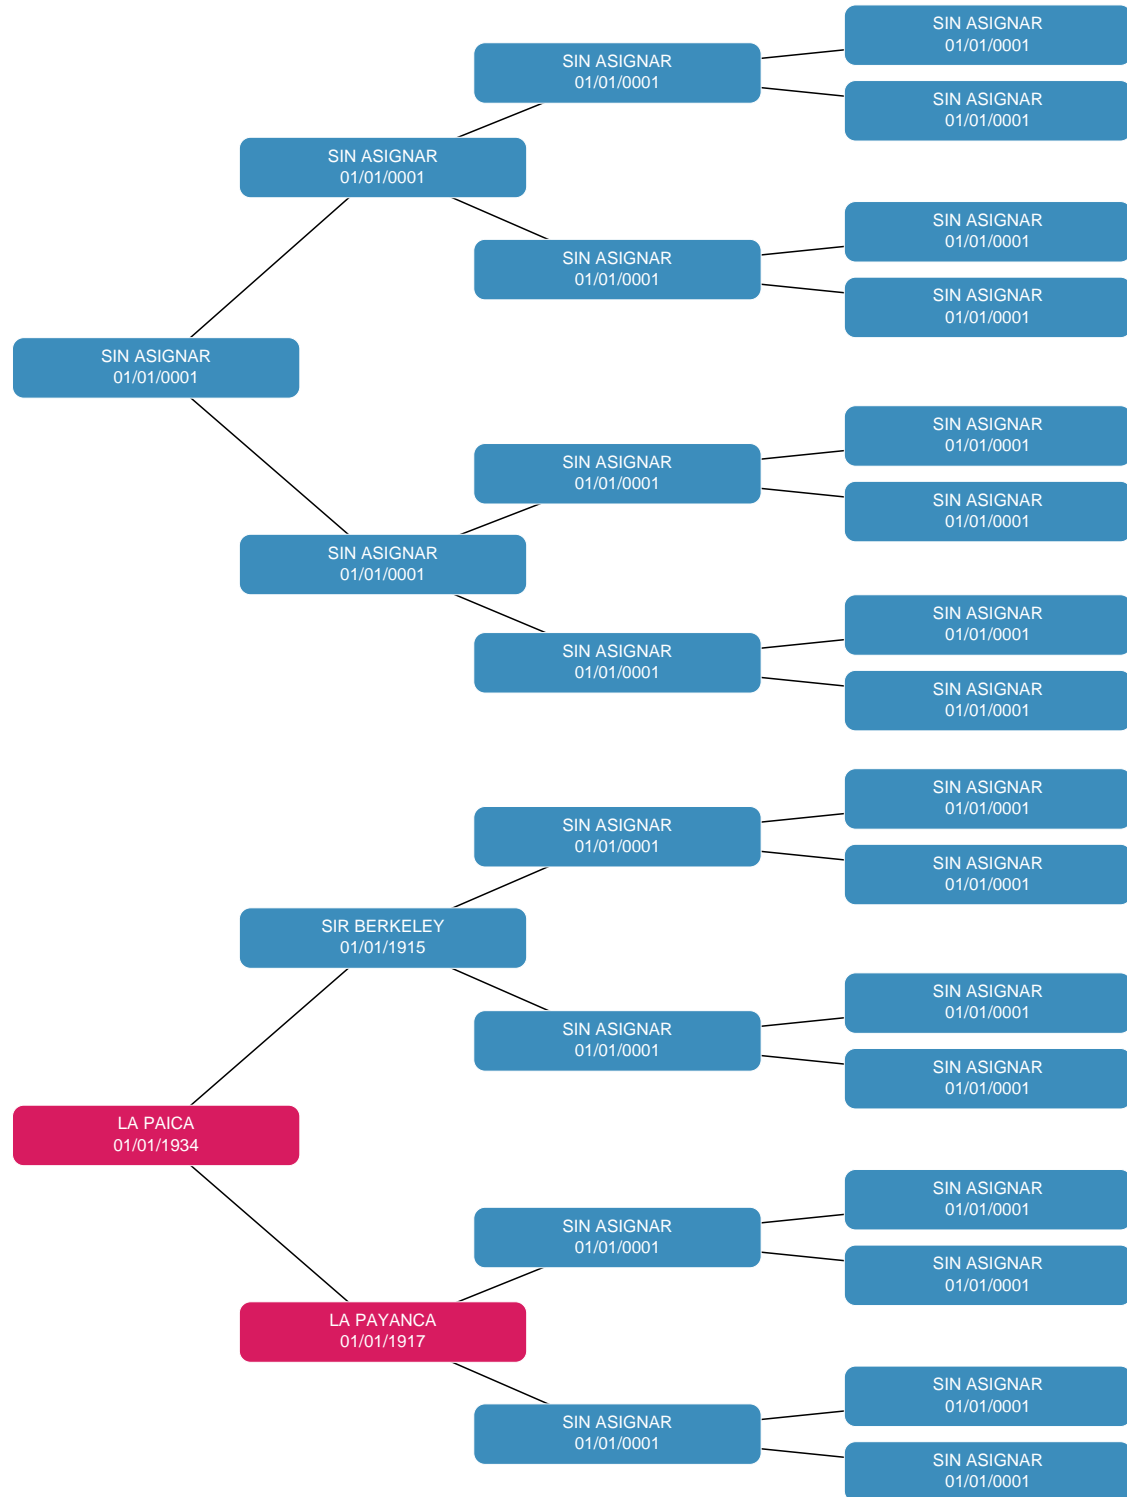 SIN ASIGNAR
01/01/0001
SIN ASIGNAR
01/01/0001
SIN ASIGNAR
01/01/0001
SIN ASIGNAR
01/01/0001
SIN ASIGNAR
01/01/0001
SIN ASIGNAR
01/01/0001
SIN ASIGNAR
01/01/0001
SIN ASIGNAR
01/01/0001
SIN ASIGNAR
01/01/0001
SIN ASIGNAR
01/01/0001
SIN ASIGNAR
01/01/0001
SIN ASIGNAR
01/01/0001
SIN ASIGNAR
01/01/0001
SIN ASIGNAR
01/01/0001
SIN ASIGNAR
01/01/0001
SIN ASIGNAR
01/01/0001
SIN ASIGNAR
01/01/0001
SIN ASIGNAR
01/01/0001
SIR BERKELEY
01/01/1915
SIN ASIGNAR
01/01/0001
SIN ASIGNAR
01/01/0001
SIN ASIGNAR
01/01/0001
LA PAICA
01/01/1934
SIN ASIGNAR
01/01/0001
SIN ASIGNAR
01/01/0001
SIN ASIGNAR
01/01/0001
LA PAYANCA
01/01/1917
SIN ASIGNAR
01/01/0001
SIN ASIGNAR
01/01/0001
SIN ASIGNAR
01/01/0001